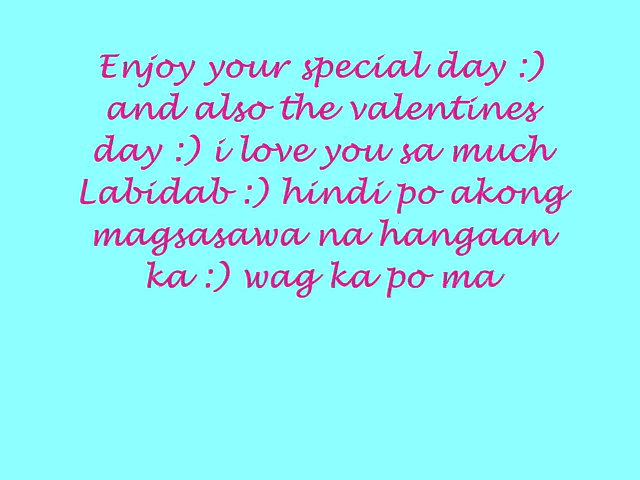 Enjoy your special day :)
and also the valentines
day :) i love you sa much
Labidab :) hindi po akong
magsasawa na hangaan
ka :) wag ka po ma